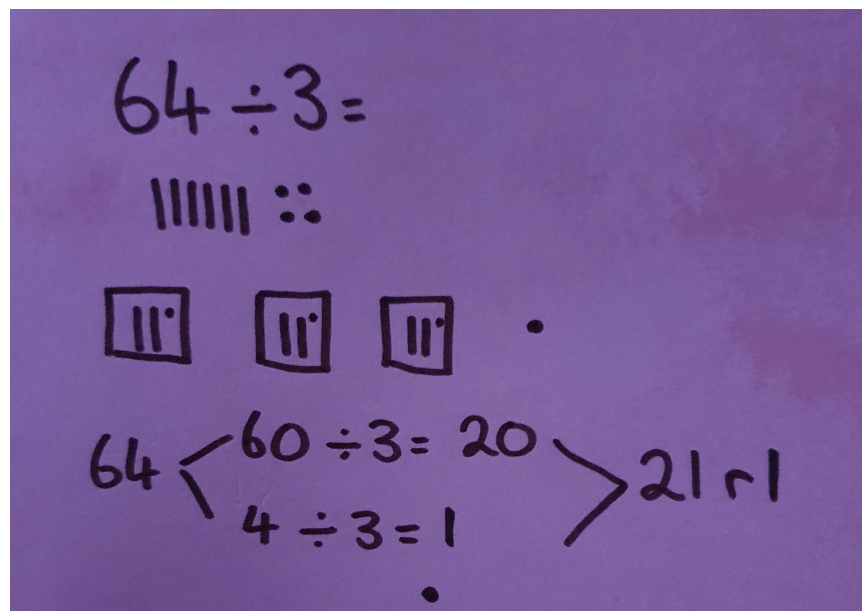 64 ÷ 3 =
64 60 ÷ 3 = 20 21 r 1
4 ÷ 3 = 1